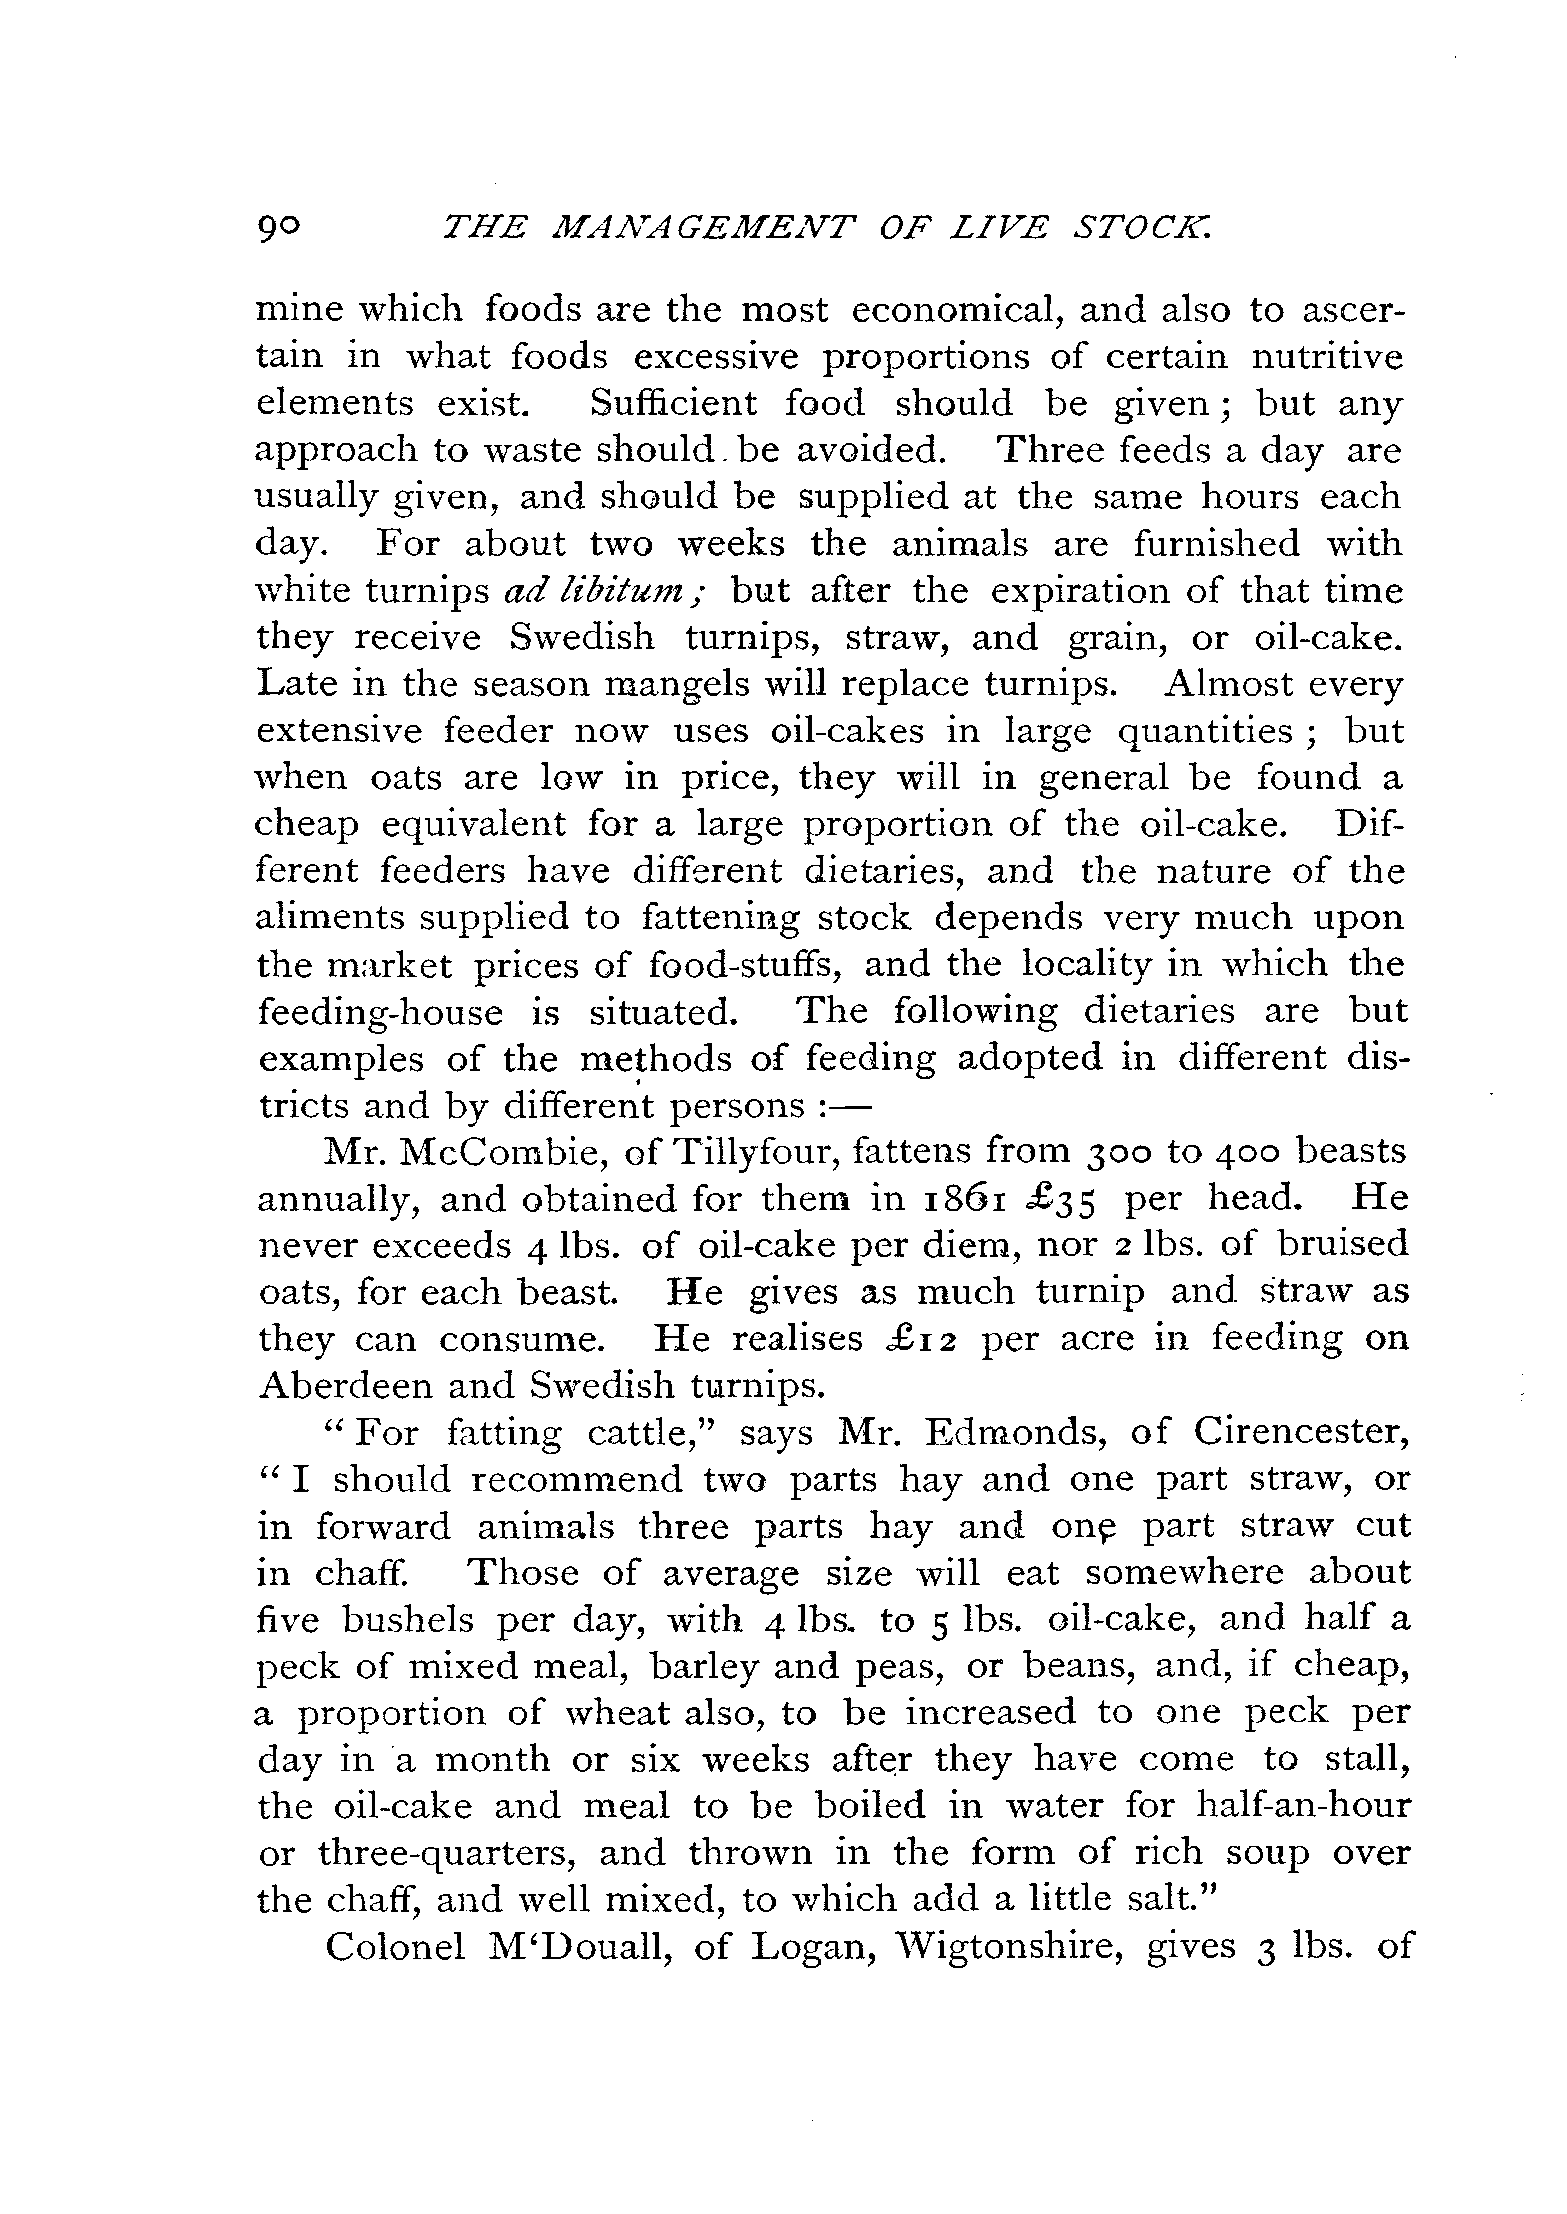 90 THE MANAGEMENT OF LIVE STOCK.
mine which foods are the most economical, and also to ascer-
tain in what foods excessive proportions of certain nutritive
elements exist. Sufficient food should be given; but any
approach to waste should be avoided. Three feeds a day are
usually given, and should be supplied at the same hours each
day. For about two weeks the animals are furnished with
white turnips ad libitum; but after the expiration of that time
they receive Swedish turnips, straw, and grain, or oil-cake.
Late in the season mangels will replace turnips. Almost every
extensive feeder now uses oil-cakes in large quantities; but
when oats are low in price, they will in general be found a
cheap equivalent for a large proportion of the oil-cake. Dif-
ferent feeders have different dietaries, and the nature of the
aliments supplied to fattening stock depends very much upon
the market prices of food-stuffs, and the locality in which the
feeding-house is situated. The following dietaries are but
examples of the methods of feeding adopted in different dis-
tricts and by different persons :—
Mr. McCombie, of Tillyfour, fattens from 300 to 400 beasts
annually, and obtained for them in 1861 £35 per head. He
never exceeds 4 lbs. of oil-cake per diem, nor 2 lbs. of bruised
oats, for each beast. He gives as much turnip and straw as
they can consume. He realises £12 per acre in feeding on
Aberdeen and Swedish turnips.
“For fatting cattle,” says Mr. Edmonds, of Cirencester,
“I should recommend two parts hay and one part straw, or
in forward animals three parts hay and one part straw cut
in chaff. Those of average size will eat somewhere about
five bushels per day, with 4 lbs. to 5 lbs. oil-cake, and half a
peck of mixed meal, barley and peas, or beans, and, if cheap,
a proportion of wheat also, to be increased to one peck per
day in a month or six weeks after they have come to stall,
the oil-cake and meal to be boiled in water for half-an-hour
or three-quarters, and thrown in the form of rich soup over
the chaff, and well mixed, to which add a little salt.”
Colonel M‘Douall, of Logan, Wigtonshire, gives 3 lbs. of